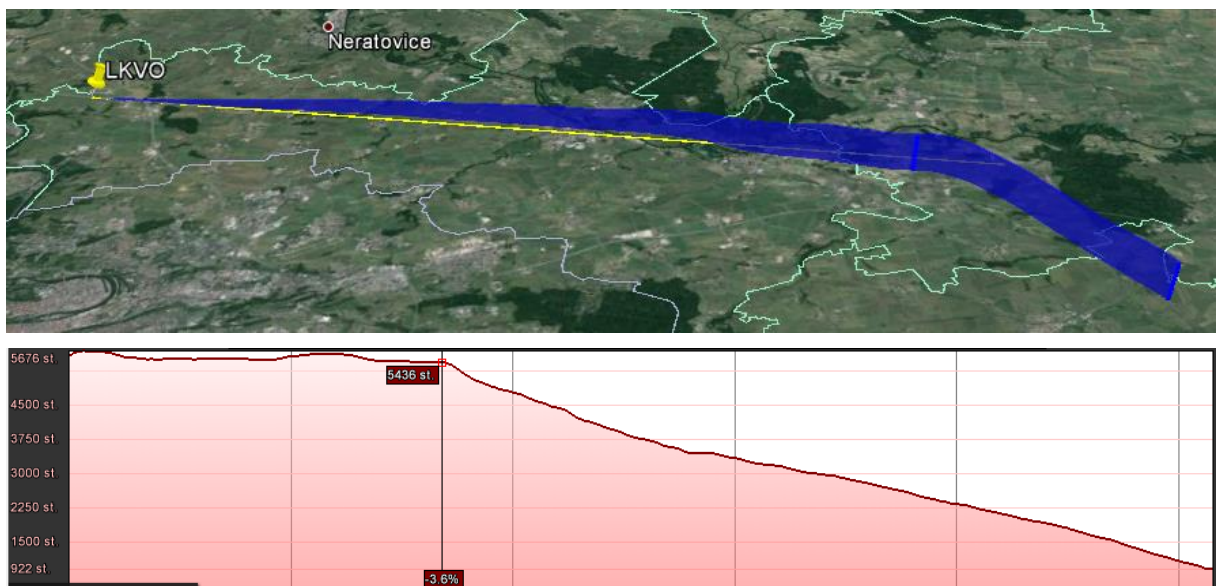 Neratovice
LKVO
5676 st.
5436 st.
4500 st.
3750 st.
3000 st.
2250 st.
1500 st.
922 st.
-3.6%